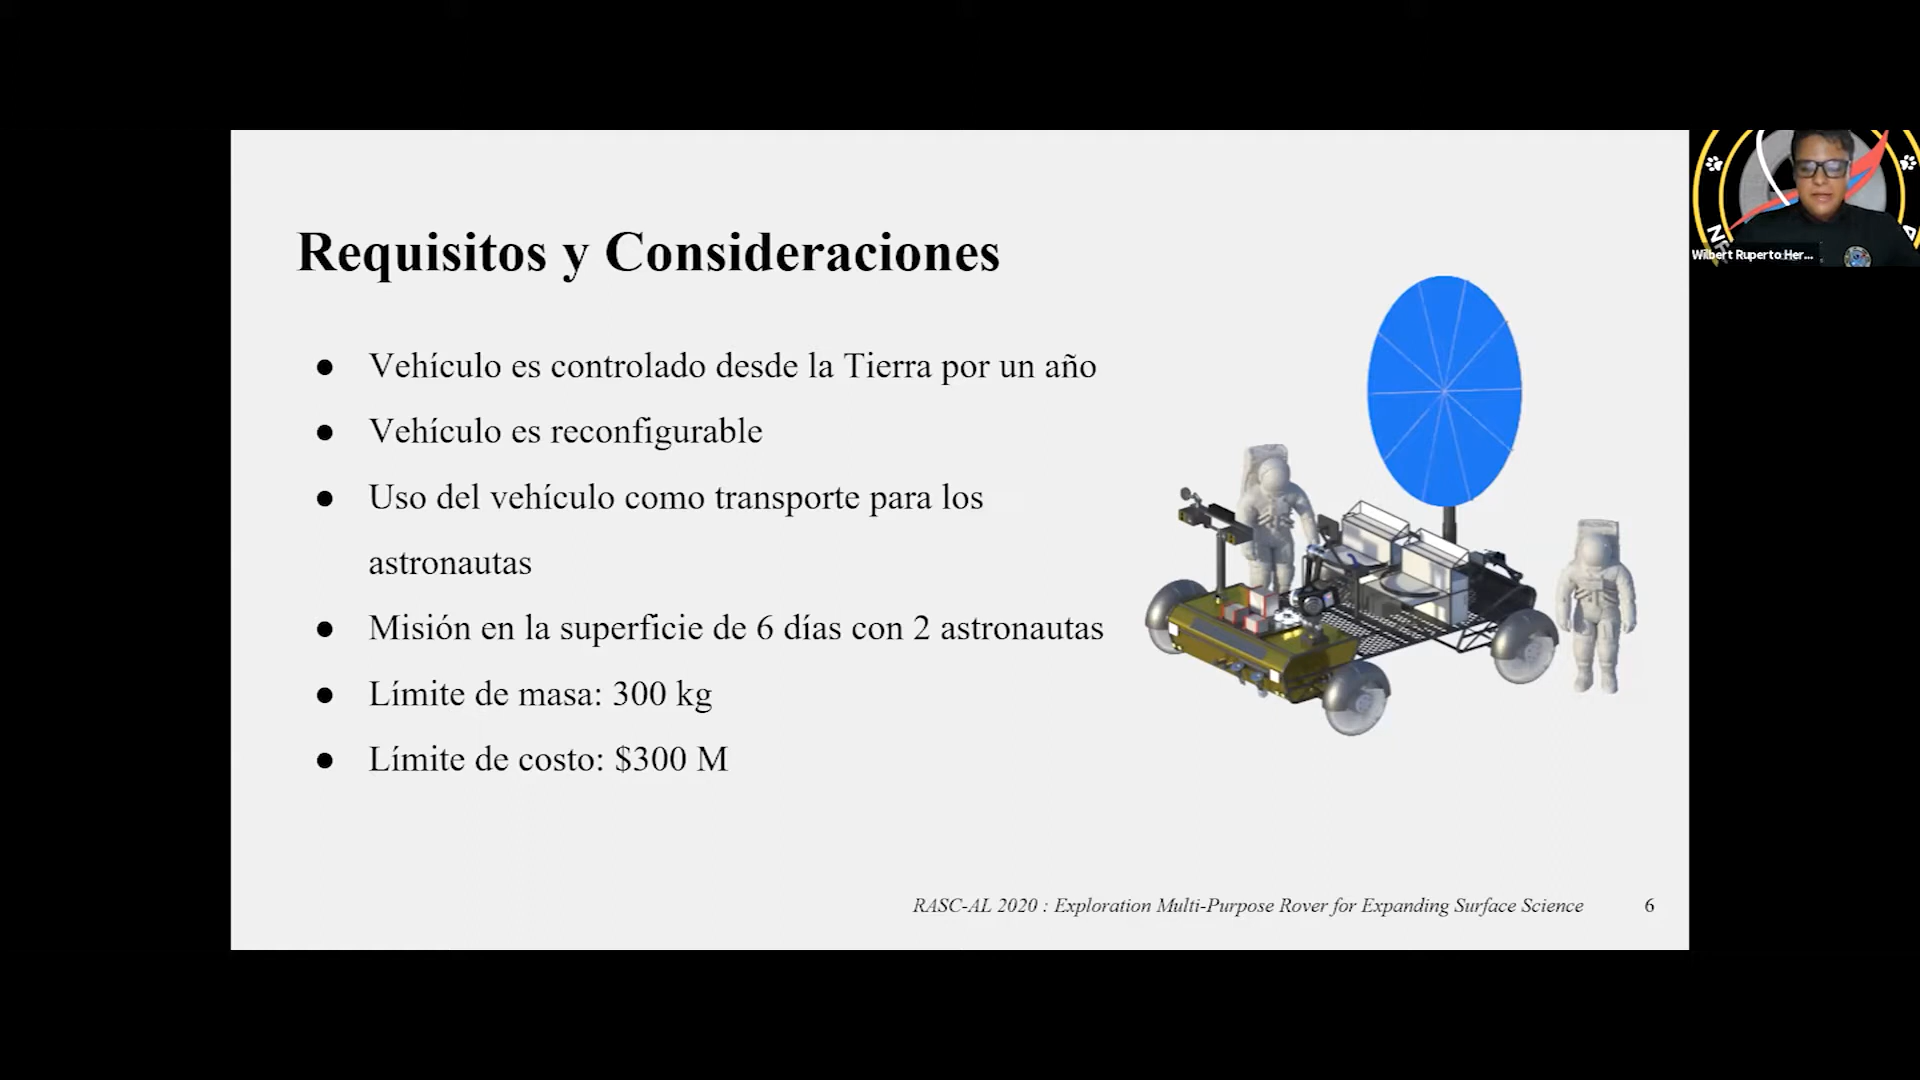 Requisitos y Consideraciones
● Vehículo es controlado desde la Tierra por un año
● Vehículo es reconfigurable
● Uso del vehículo como transporte para los
astronautas
● Misión en la superficie de 6 días con 2 astronautas
● Límite de masa: 300 kg
● Límite de costo: $300 M
RASC-AL 2020 : Exploration Multi-Purpose Rover for Expanding Surface Science 6
Wilbert Ruperto Her...